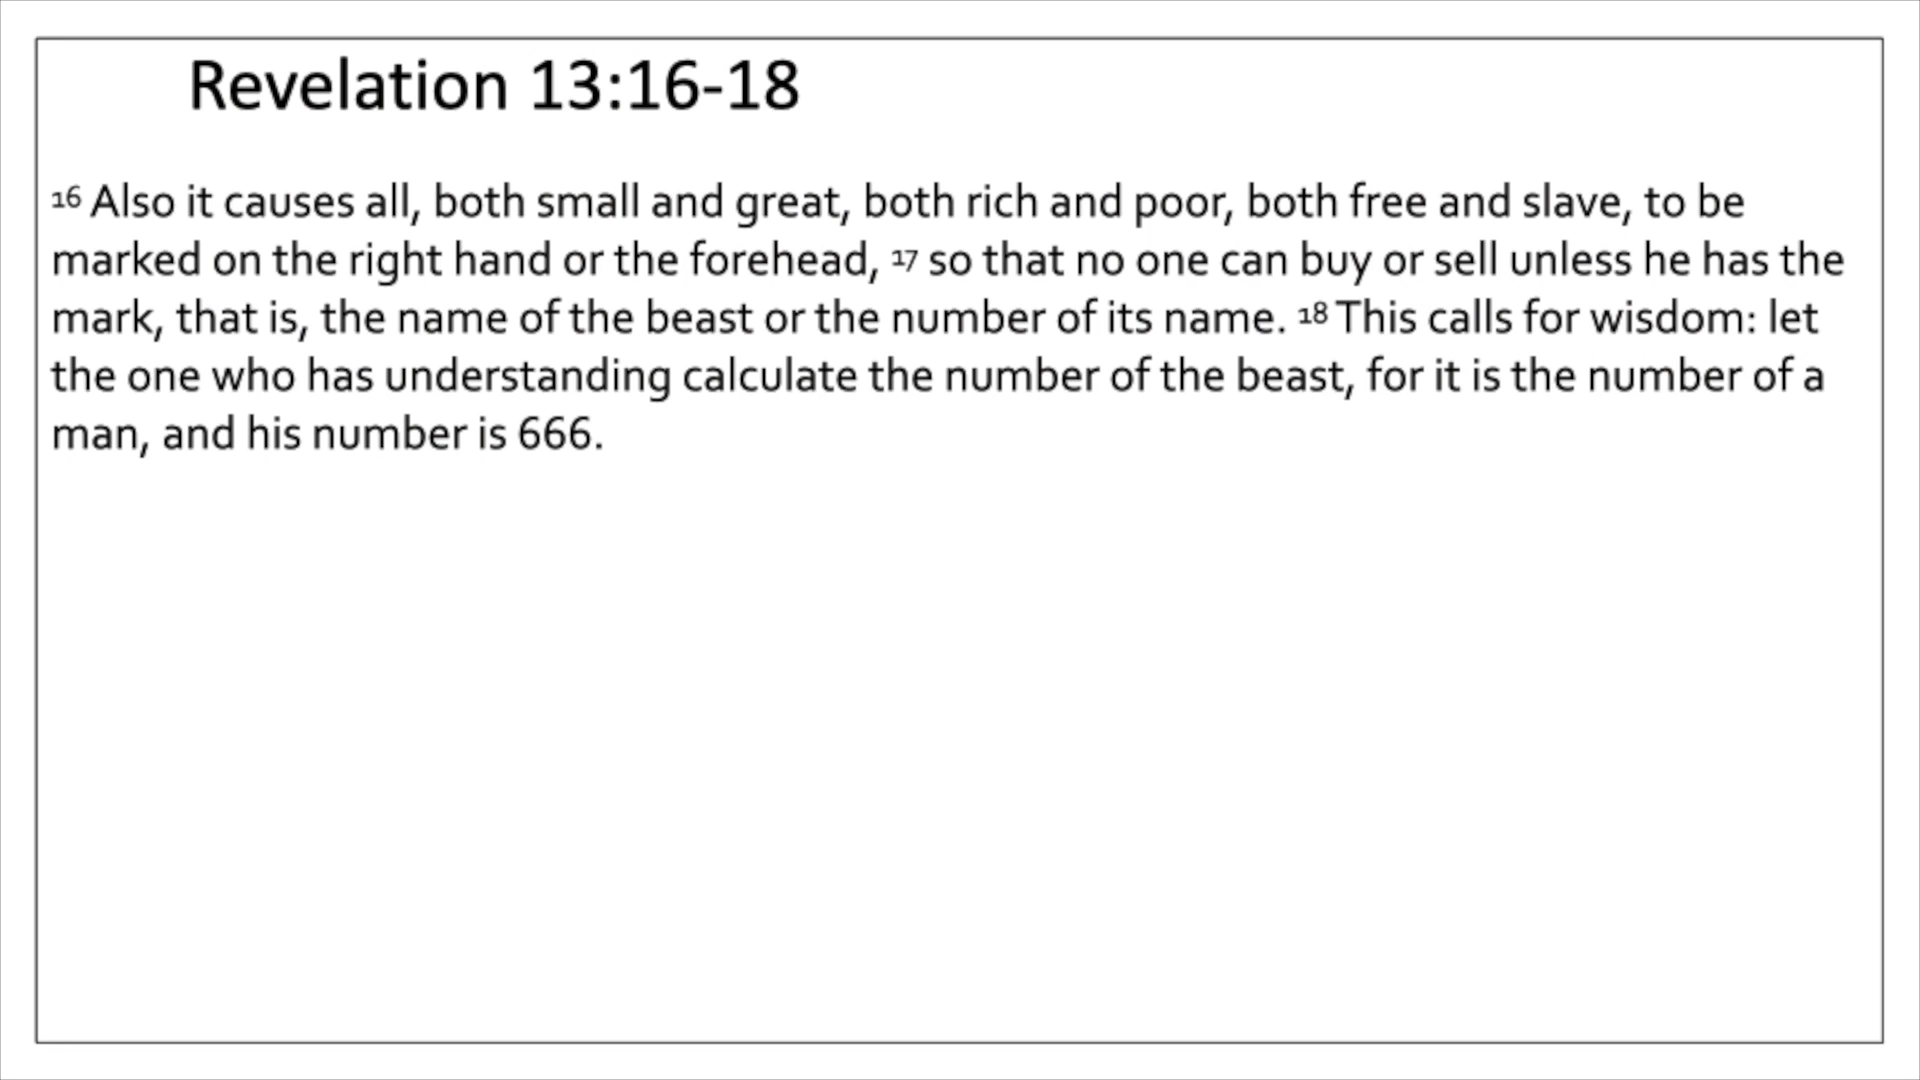 Revelation 13:16-18
16 Also it causes all, both small and great, both rich and poor, both free and slave, to be
marked on the right hand or the forehead, 17 so that no one can buy or sell unless he has the
mark, that is, the name of the beast or the number of its name. 18 This calls for wisdom: let
the one who has understanding calculate the number of the beast, for it is the number of a
man, and his number is 666.